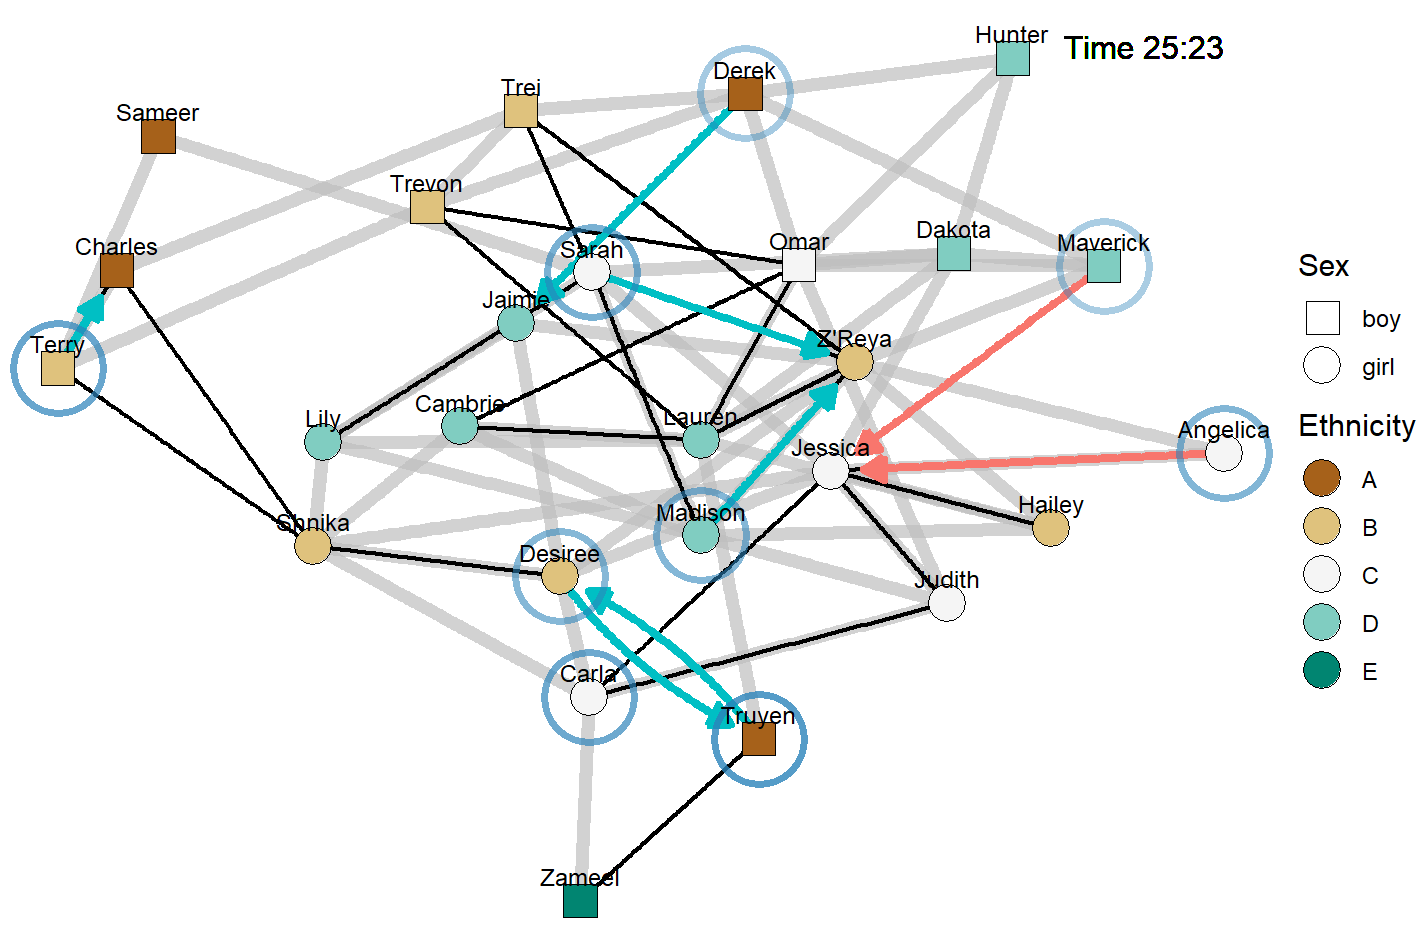 Hunter
Time 25:23
Derek
Trei
Sameer
Trevon
Charles
Sarah
Omar
Dakota
Maverick
Sex
Jaimie
boy
Terry
Z'Reya
girl
Cambrie
Lily
Lauren
Jessica
Angelica
Ethnicity
A
Shnika
Madison
Hailey
B
Desiree
Judith
C
D
Carla
E
Truyen
Zameel